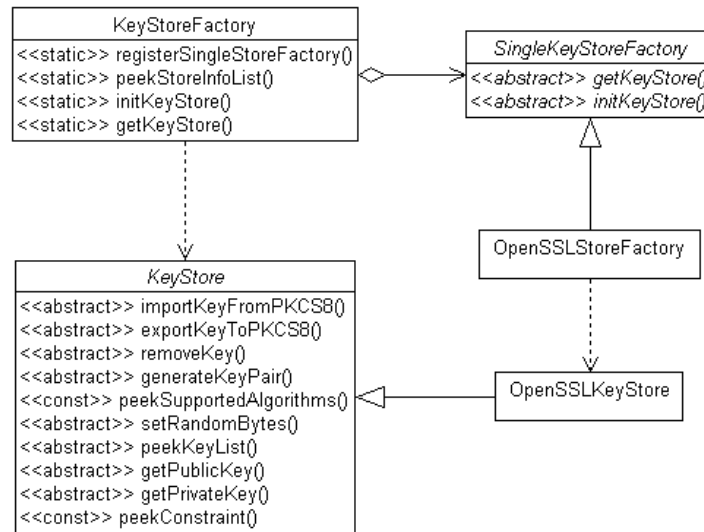 KeyStoreFactory
<<static>> registerSingleStoreFactory()
<<static>> peekStoreInfoList()
<<static>> initKeyStore()
<<static>> getKeyStore()
SingleKeyStoreFactory
<<abstract>> getKeyStore()
<<abstract>> initKeyStore()
OpenSSLStoreFactory
KeyStore
<<abstract>> importKeyFromPKCS8()
<<abstract>> exportKeyToPKCS8()
<<abstract>> removeKey()
<<abstract>> generateKeyPair()
<<const>> peekSupportedAlgorithms()
<<abstract>> setRandomBytes()
<<abstract>> peekKeyList()
<<abstract>> getPublicKey()
<<abstract>> getPrivateKey()
<<const>> peekConstraint()
OpenSSLKeyStore